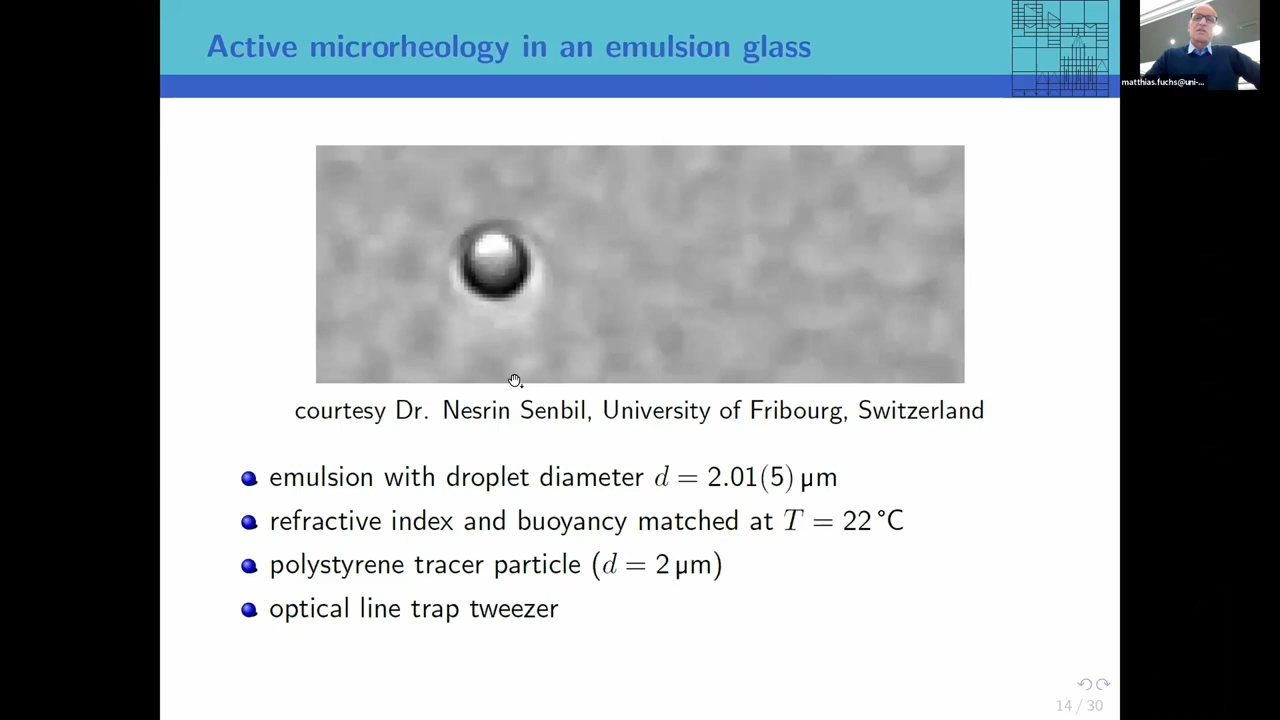 Active microrheology in an emulsion glass
matthias.fuchs@uni-...
courtesy Dr. Nesrin Senbil, University of Fribourg, Switzerland
emulsion with droplet diameter d = 2.01(5) μm
refractive index and buoyancy matched at T = 22 °C
polystyrene tracer particle (d = 2 μm)
optical line trap tweezer
14 / 30